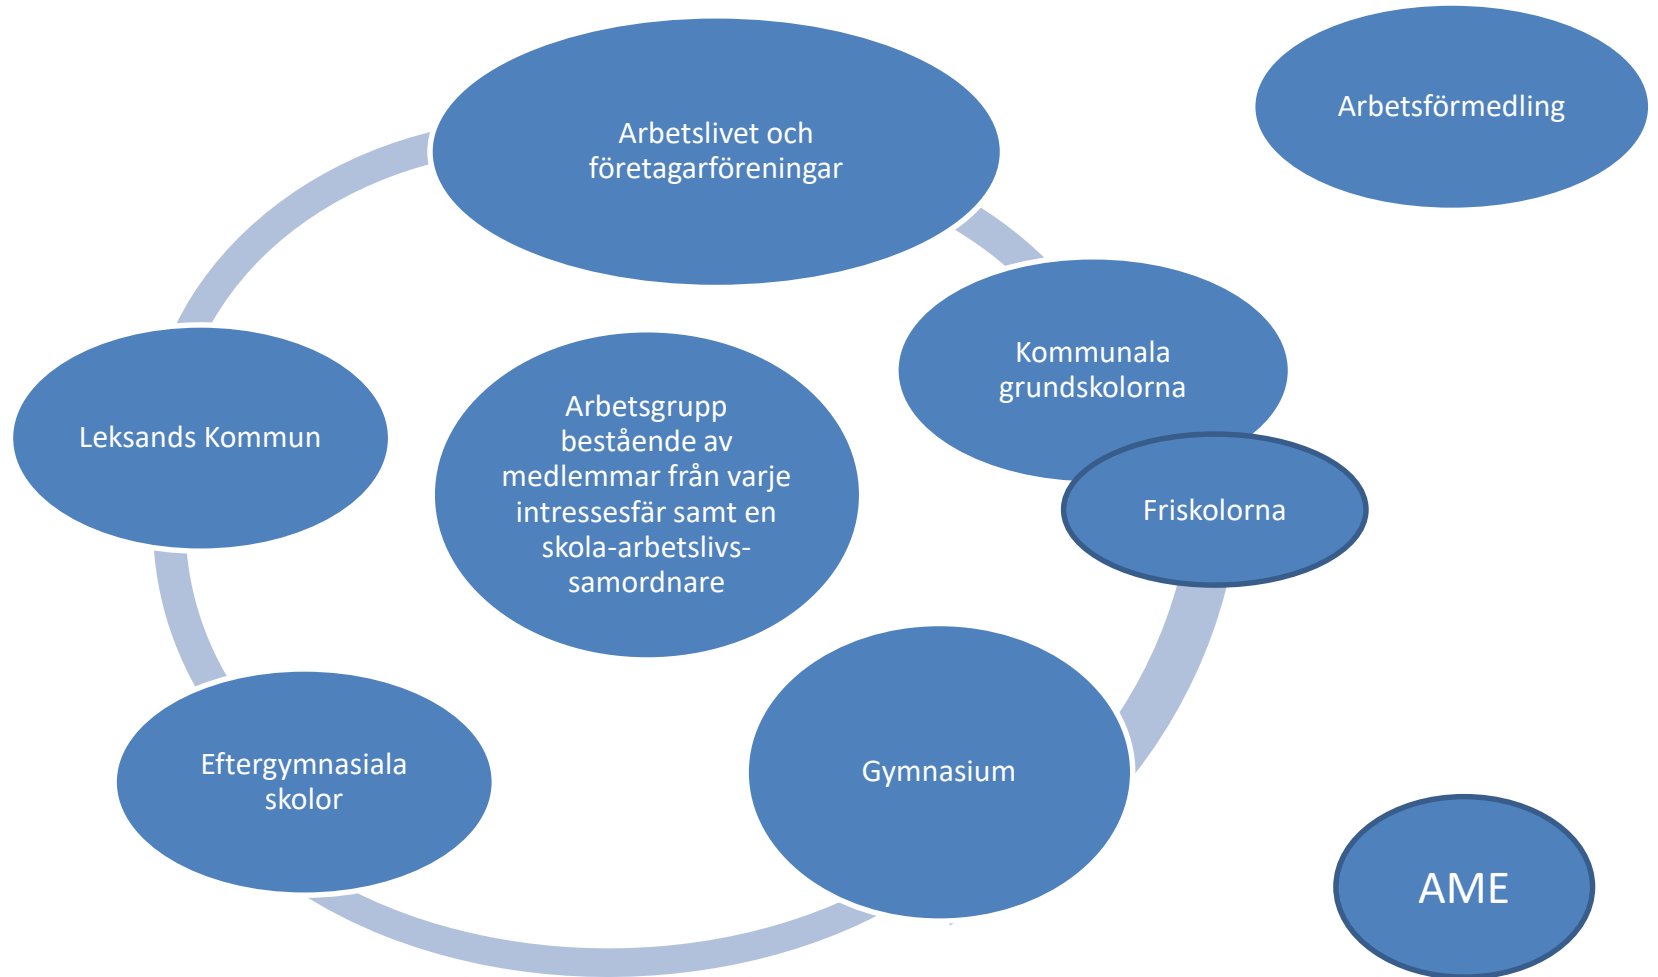 Arbetslivet och
företagarföreningar
Arbetsförmedling
Kommunala
grundskolorna
Friskolorna
Leksands Kommun
Arbetsgrupp
bestående av
medlemmar från varje
intressesfär samt en
skola-arbetslivs-
samordnare
Eftergymnasiala
skolor
Gymnasium
AME